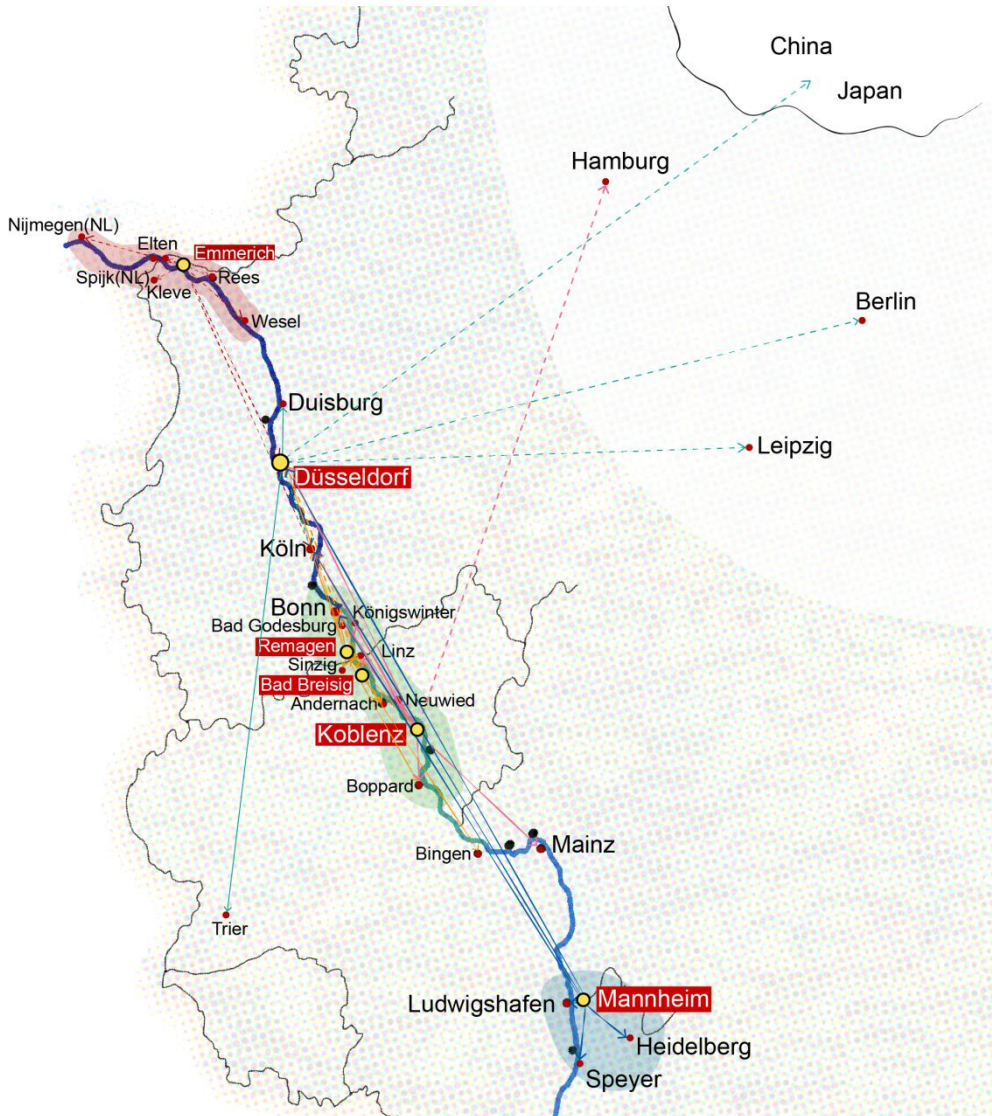 China
Japan
Hamburg
Nijmegen(NL)
Elten
Emmerich
Spijk(NL)
Rees
Kleve
Berlin
Wesel
Duisburg
Leipzig
Düsseldorf
Köln
Bonn
Königswinter
Bad Godesburg
Remagen
Linz
Sinzig
Bad Breisig
Andernach
Neuwied
Koblenz
Boppard
Bingen
Mainz
Trier
Ludwigshafen
Mannheim
Heidelberg
Speyer